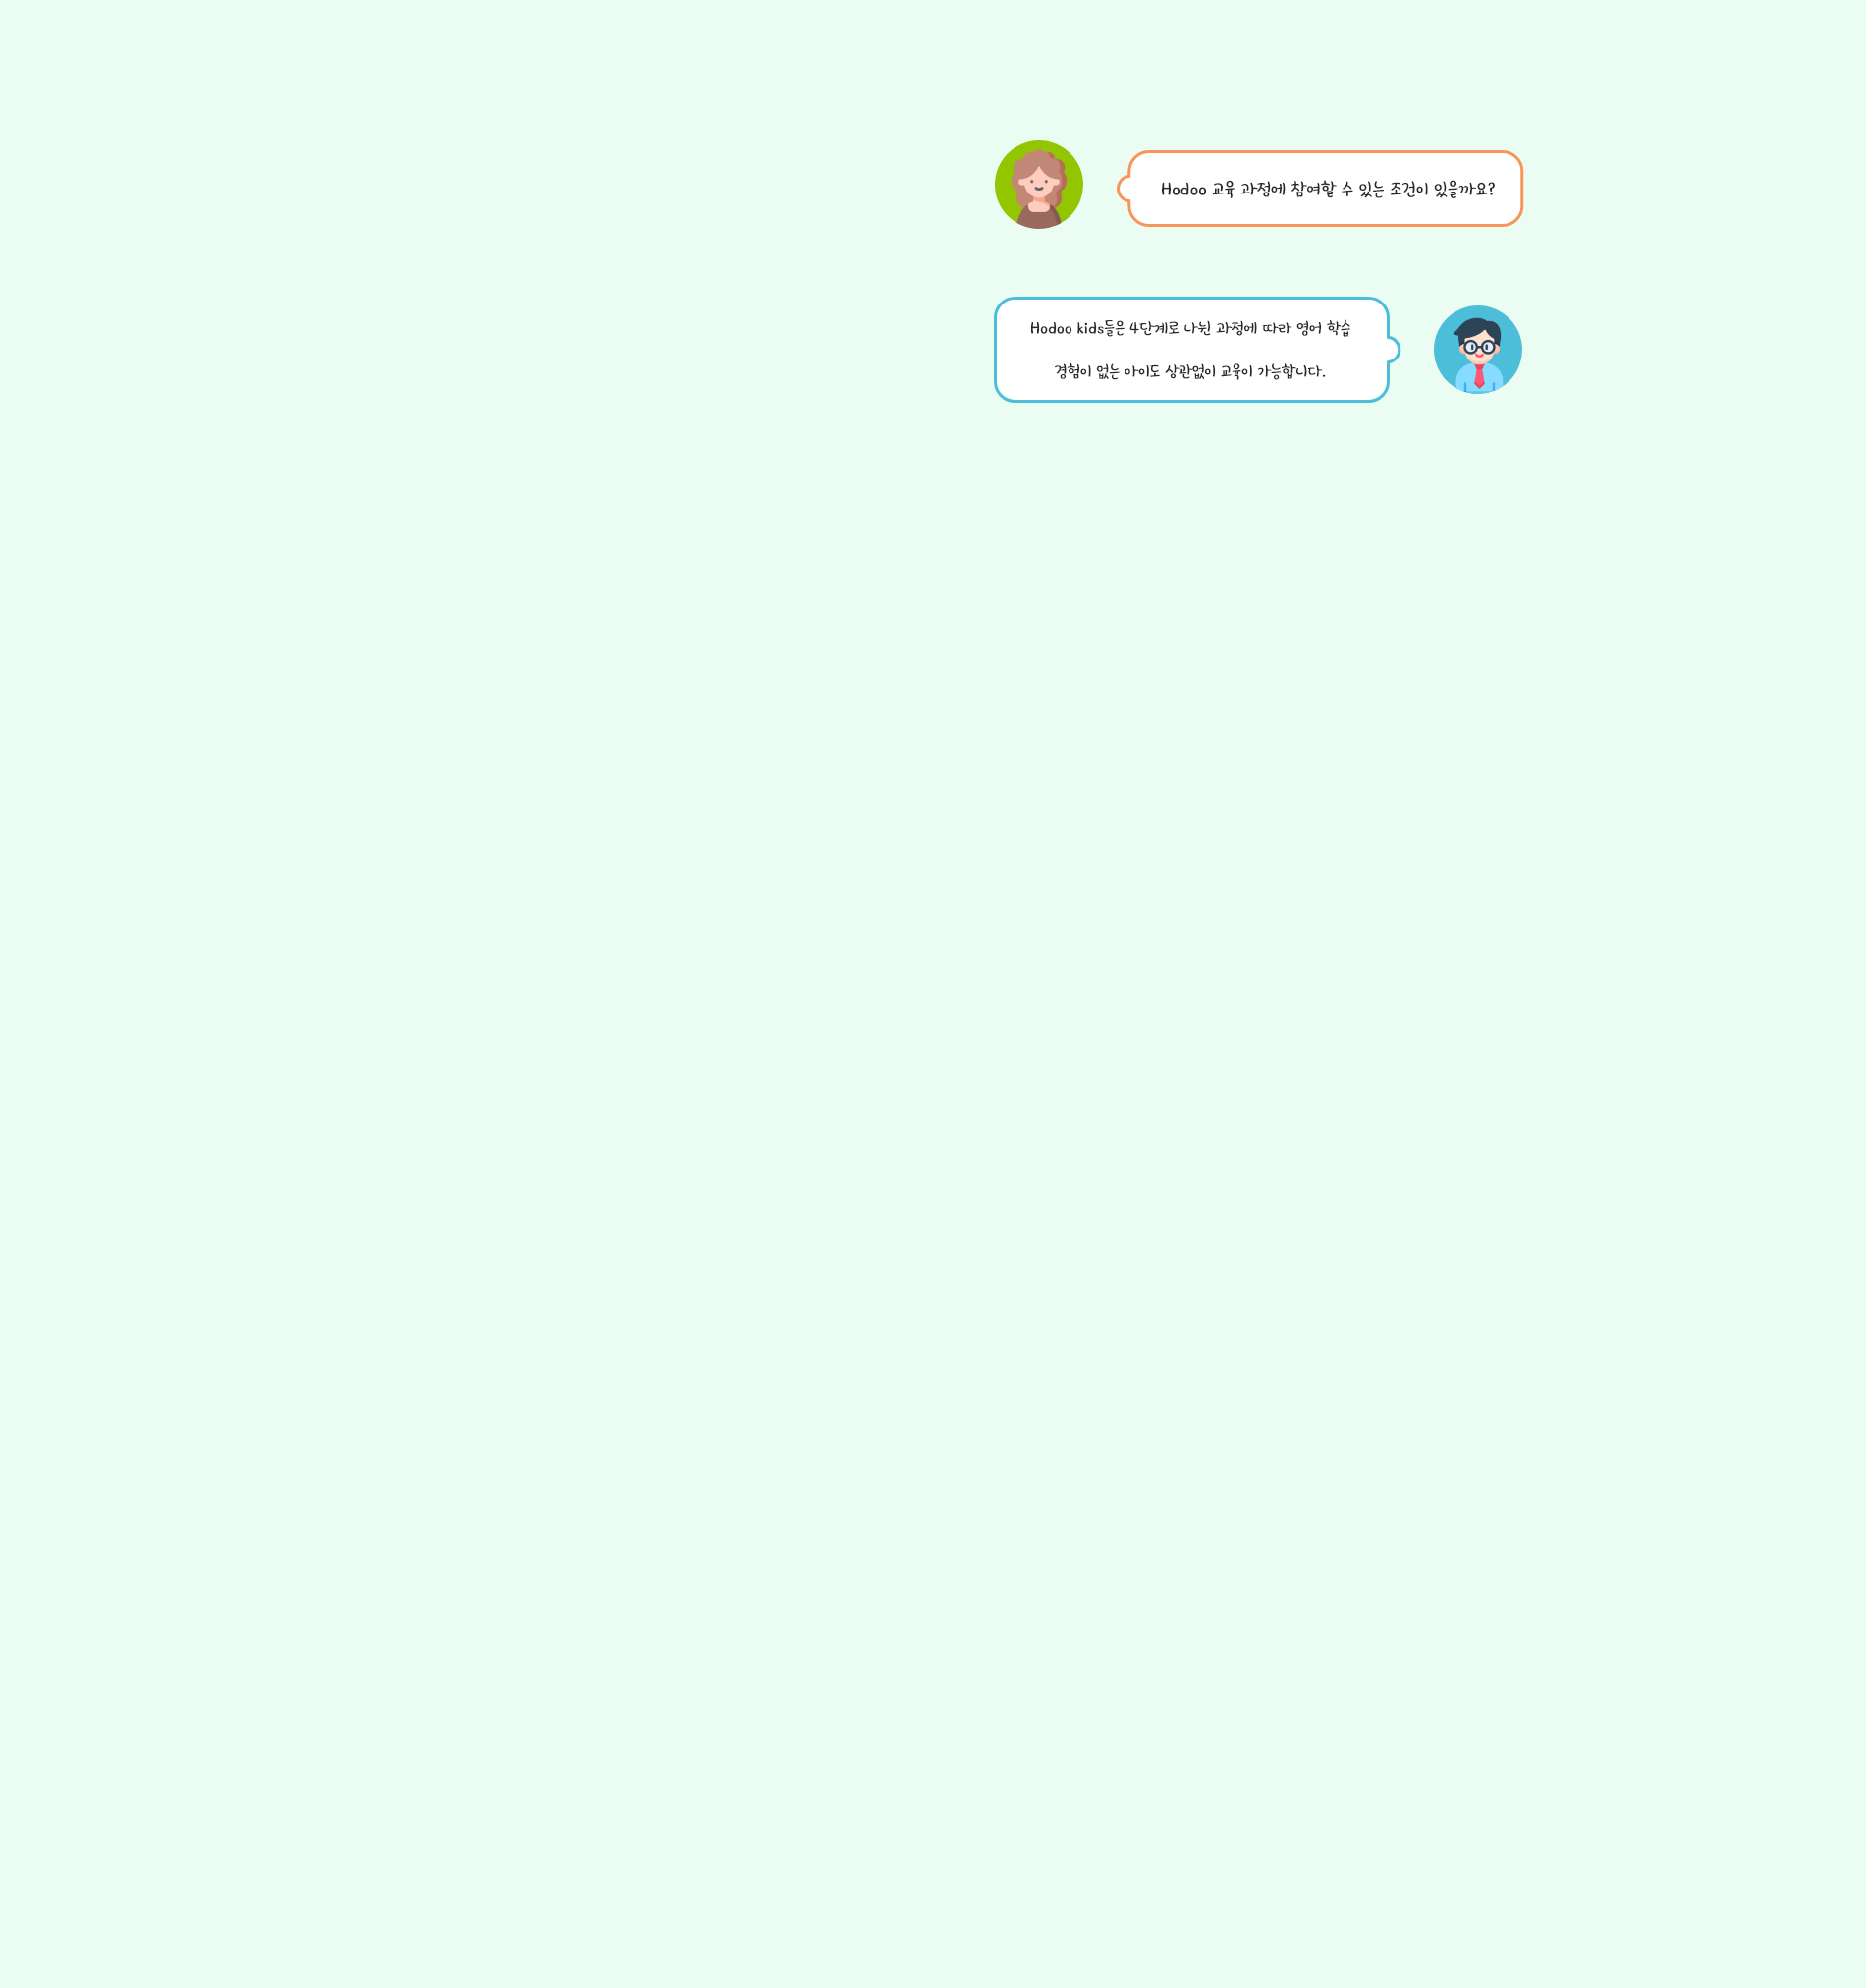 Hodoo 교육 과정에 참여할 수 있는 조건이 있을까요?
Hodoo kids들은 4단계로 나뉜 과정에 따라 영어 학습
경험이 없는 아이도 상관없이 교육이 가능합니다.